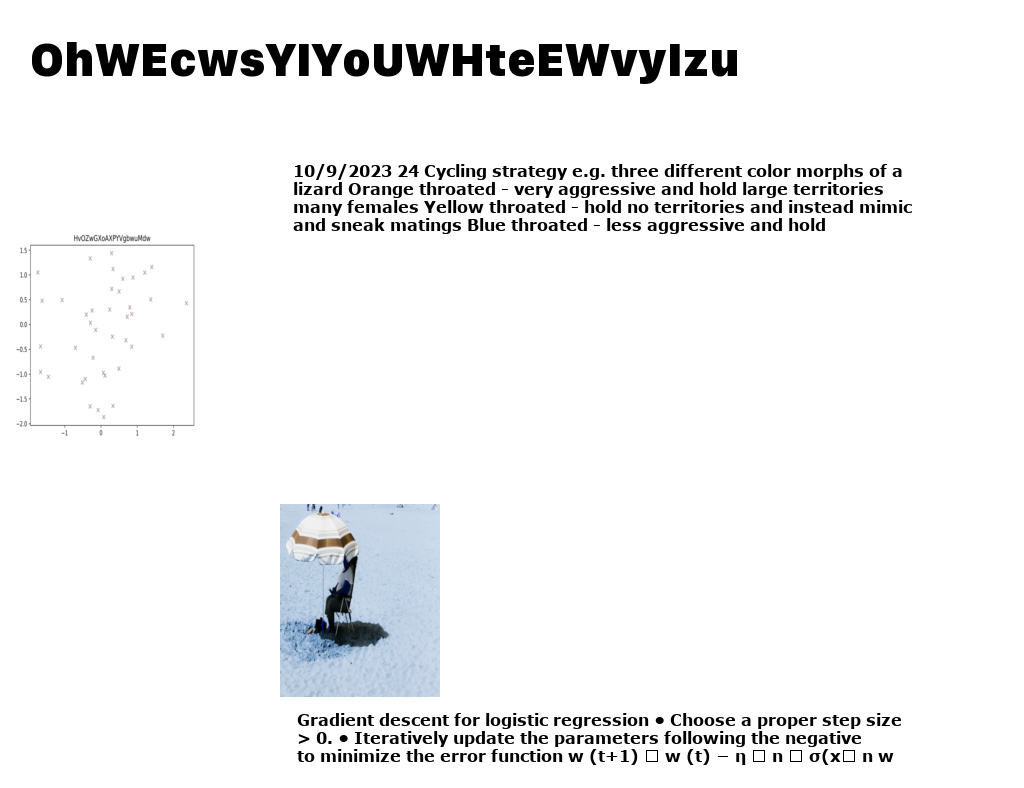 OhWEcwsYIYoUWHteEWvyIzu
10/9/2023 24 Cycling strategy e.g. three different color morphs of a
lizard Orange throated - very aggressive and hold large territories
many females Yellow throated - hold no territories and instead mimic
and sneak matings Blue throated - less aggressive and hold
HvOZwGXoAXPYVgbwuMdw
1.5
1.0
0.5
0.0
−0.5
−1.0
−1.5
−2.0
−1 0 1 2
Gradient descent for logistic regression ● Choose a proper step size
> 0. ● Iteratively update the parameters following the negative
to minimize the error function w (t+1) □ w (t) − η □ n □ σ(x□ n w